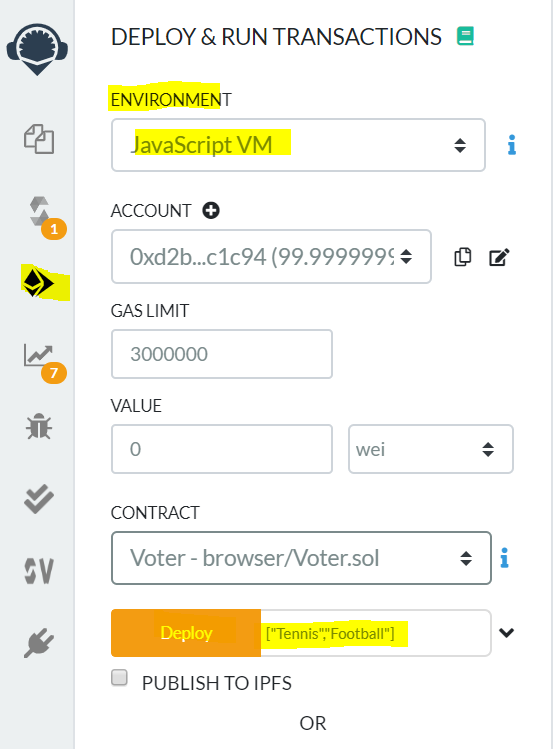 DEPLOY & RUN TRANSACTIONS
ENVIRONMENT
JavaScript VM
i
ACCOUNT
0xd2b...c1c94 (99.9999999
1
GAS LIMIT
3000000
7
VALUE
0
wei
CONTRACT
Voter - browser/Voter.sol
i
SV
Deploy
["Tennis","Football"]
PUBLISH TO IPFS
OR